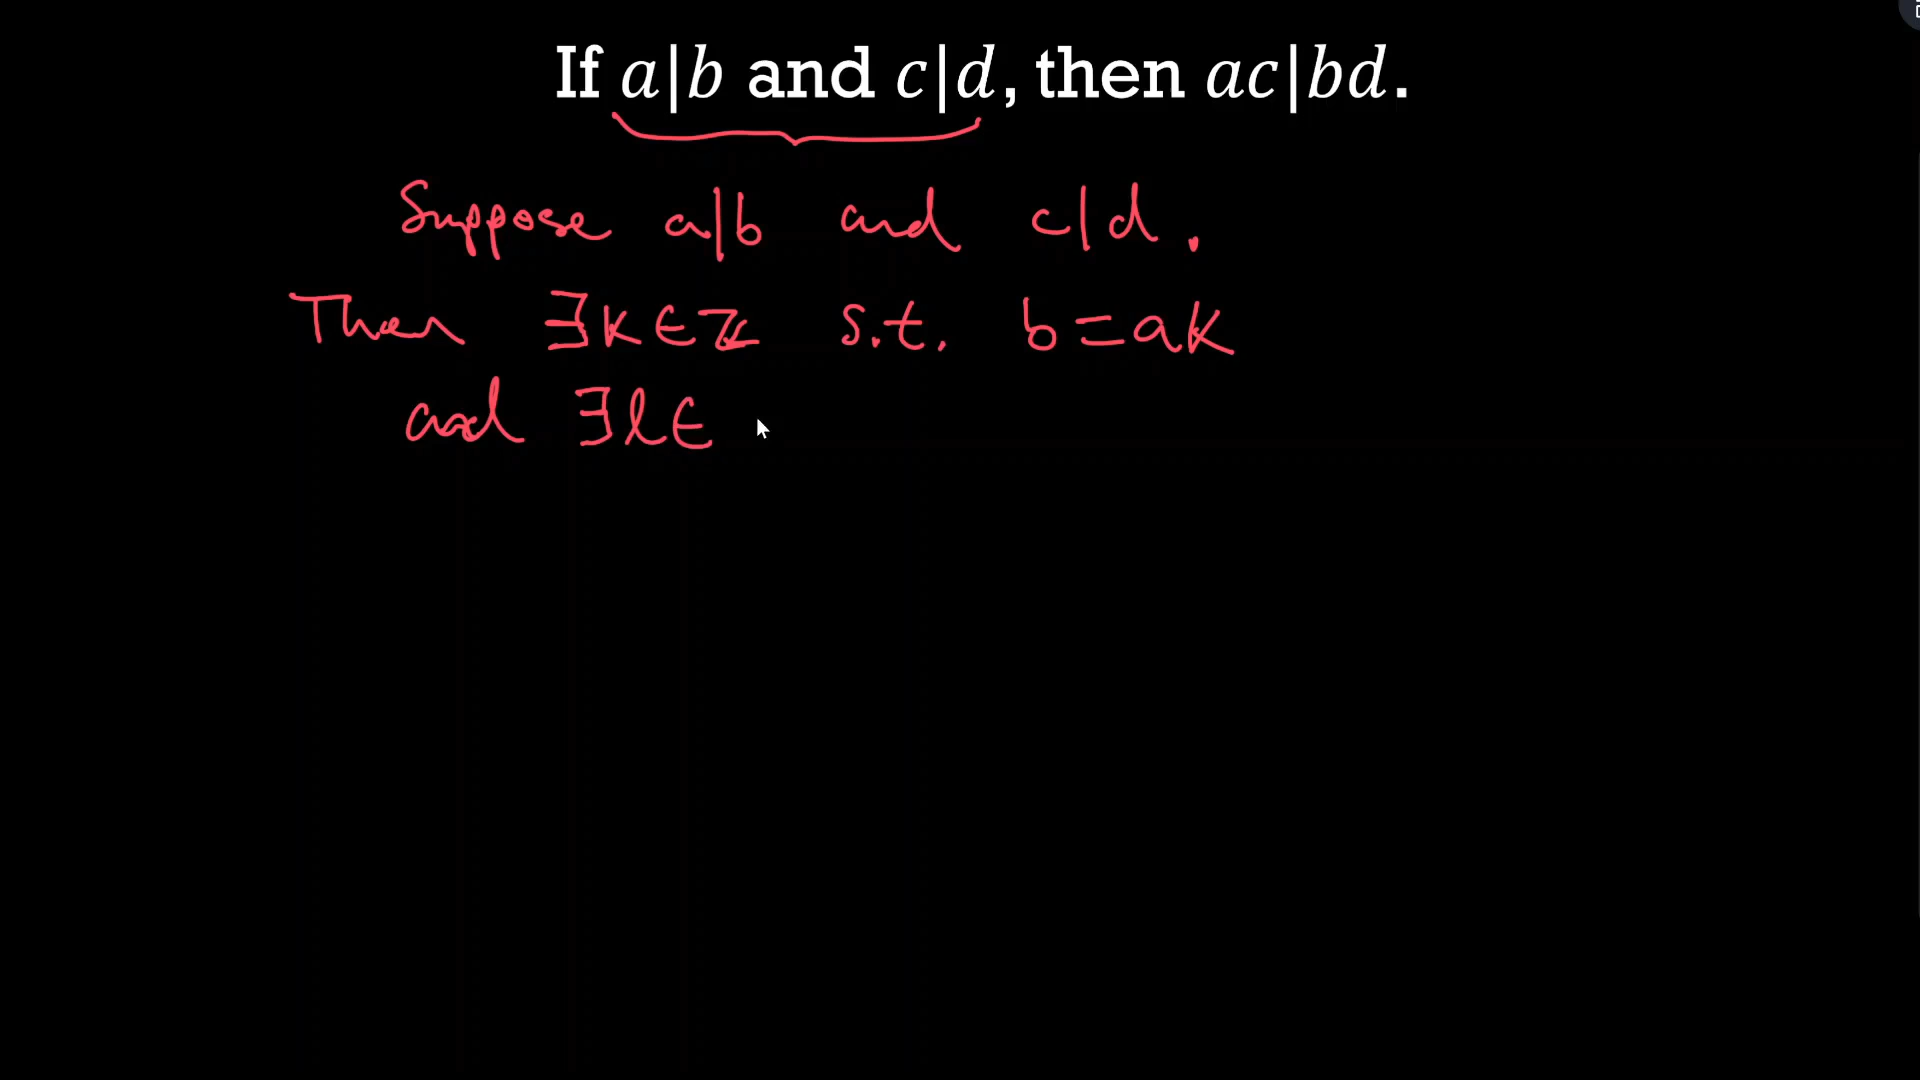 If a|b and c|d, then ac|bd.
Suppose a|b and c|d.
Then ∃k∈ℤ s.t. b=ak
and ∃l∈